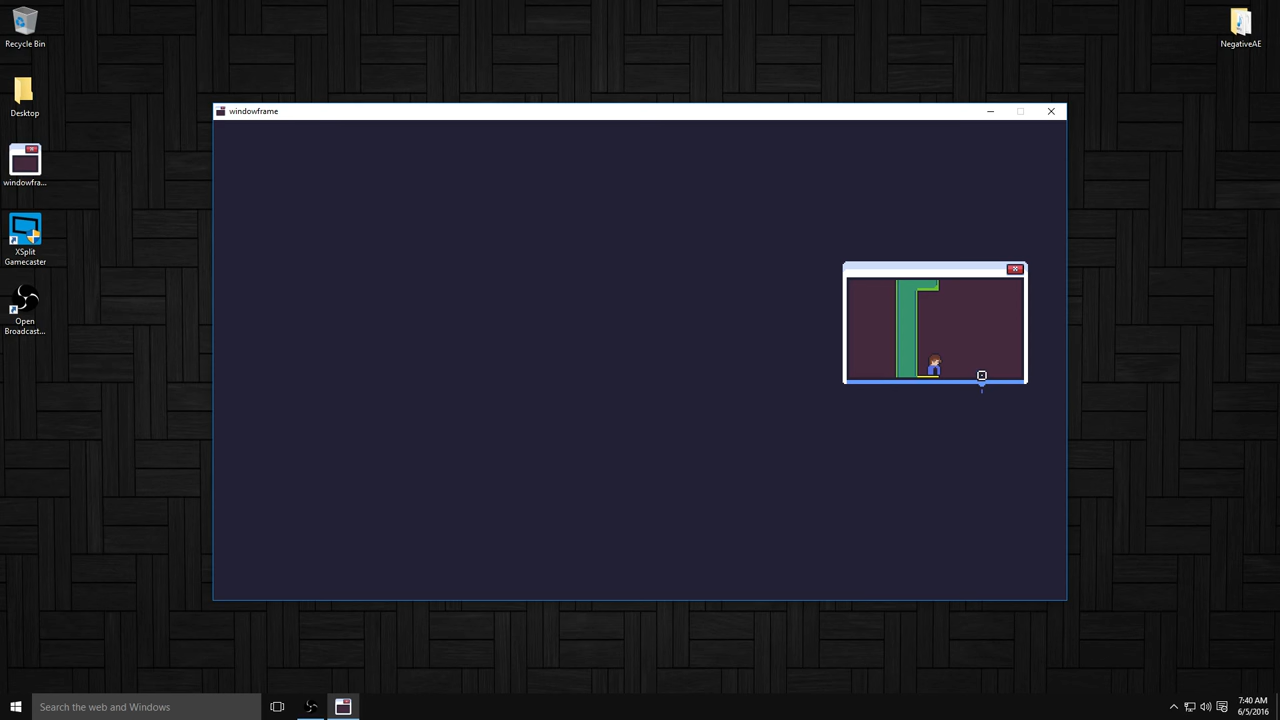 Recycle Bin
NegativeAE
Desktop
windowframe
windowfra...
XSplit
Gamecaster
Open
Broadcast...
Search the web and Windows
7:40 AM
6/5/2016